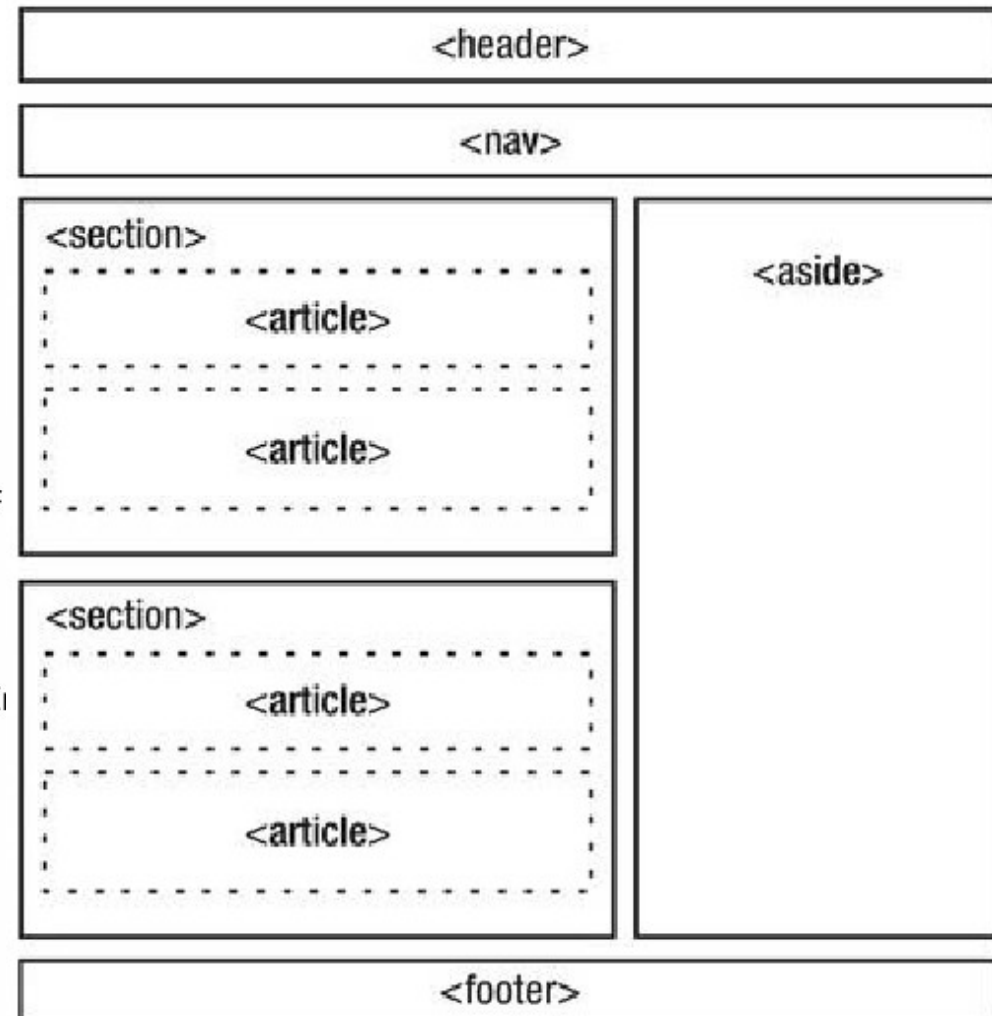 <header>
<nav>
<section>
<article>
<article>
<aside>
<section>
<article>
<article>
<footer>